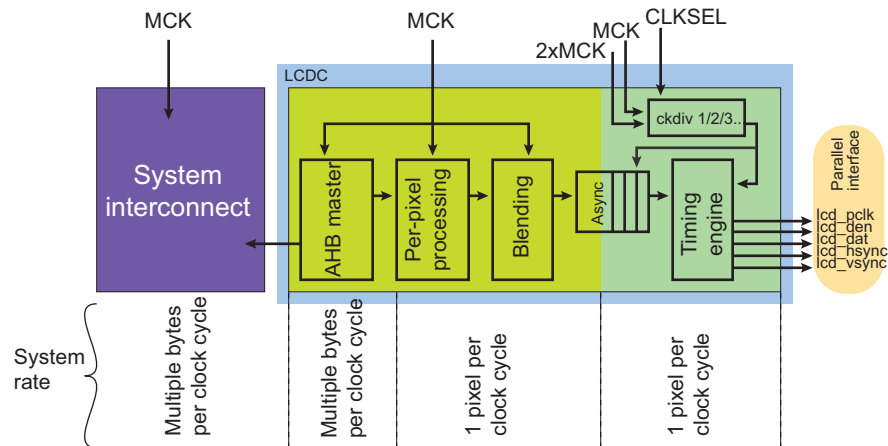 MCK
MCK
CLKSEL
MCK
2xMCK
LCDC
ckdiv 1/2/3..
System
interconnect
AHB master
Per-pixel
processing
Blending
Async
Timing
engine
Parallel
interface
lcd_pclk
lcd_den
lcd_dat
lcd_hsync
lcd_vsync
System
rate
Multiple bytes
per clock cycle
Multiple bytes
per clock cycle
1 pixel per
clock cycle
1 pixel per
clock cycle